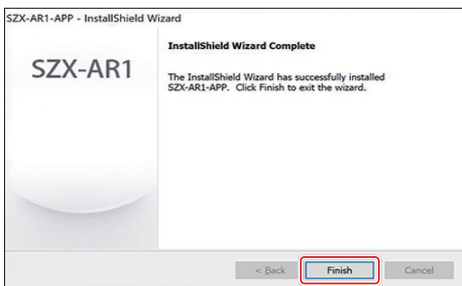 SZX-AR1-APP - InstallShield Wizard
SZX-AR1
InstallShield Wizard Complete
The InstallShield Wizard has successfully installed
SZX-AR1-APP. Click Finish to exit the wizard.
< Back
Finish
Cancel